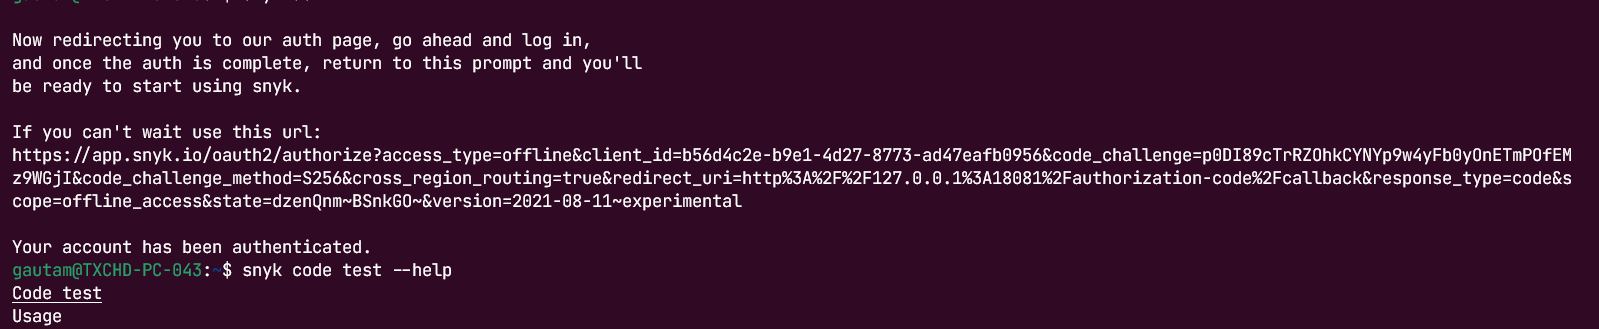 Now redirecting you to our auth page, go ahead and log in,
and once the auth is complete, return to this prompt and you'll
be ready to start using snyk.
If you can't wait use this url:
https://app.snyk.io/oauth2/authorize?access_type=offline&client_id=b56d4c2e-b9e1-4d27-8773-ad47eafb0956&code_challenge=p0DI89cTrRZOhkCYNYp9w4yFb0yOnETmPOfEM
z9WGjI&code_challenge_method=S256&cross_region_routing=true&redirect_uri=http%3A%2F%2F127.0.0.1%3A18081%2Fauthorization-code%2Fcallback&response_type=code&s
cope=offline_access&state=dzenQnm~BSnkGO~&version=2021-08-11~experimental
Your account has been authenticated.
gautam@TXCHD-PC-043:~$ snyk code test --help
Code test
Usage